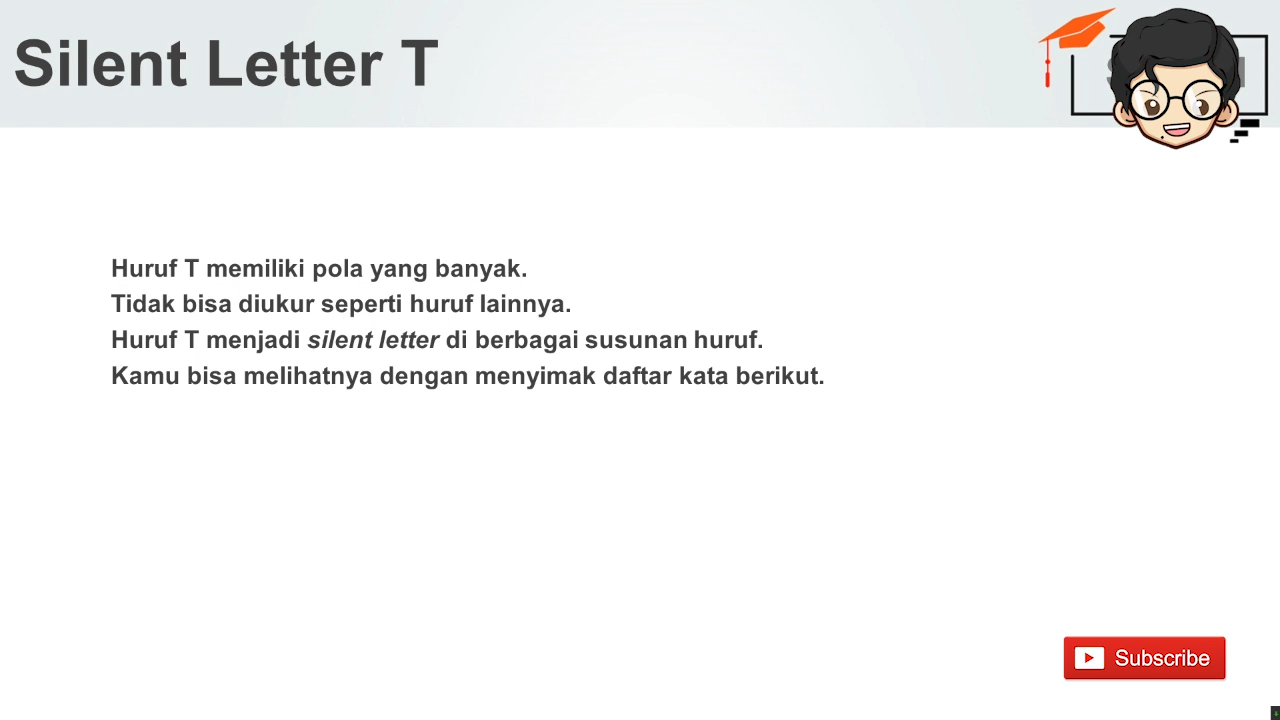 Silent Letter T
Huruf T memiliki pola yang banyak.
Tidak bisa diukur seperti huruf lainnya.
Huruf T menjadi silent letter di berbagai susunan huruf.
Kamu bisa melihatnya dengan menyimak daftar kata berikut.
Subscribe